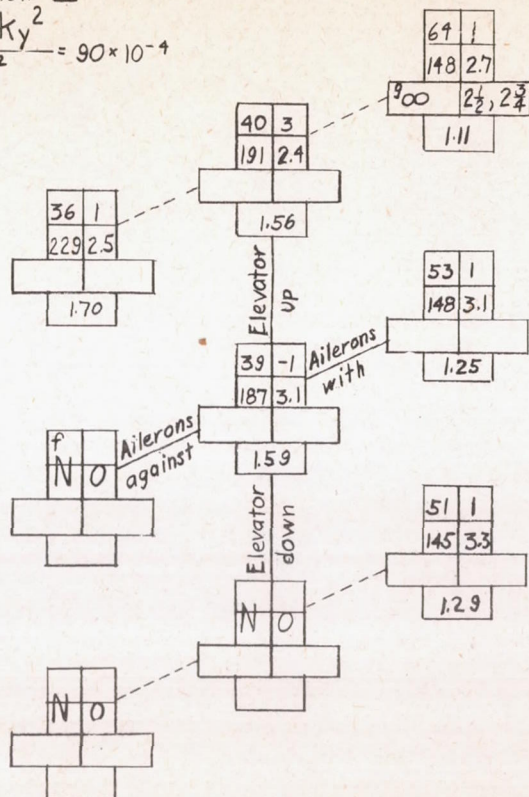 ky² = 90×10⁻⁴
2
64 1
148 2.7
g∞ 2½, 2¾
1.11
40 3
191 2.4
1.56
36 1
229 2.5
1.70
Elevator up
53 1
148 3.1
1.25
39 -1
187 3.1
1.59
Ailerons with
f
N O
Ailerons against
Elevator down
51 1
145 3.3
1.29
N O
N O